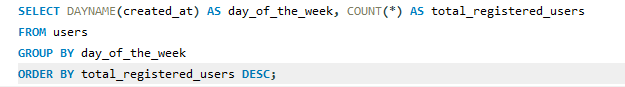 SELECT DAYNAME(created_at) AS day_of_the_week, COUNT(*) AS total_registered_users
FROM users
GROUP BY day_of_the_week
ORDER BY total_registered_users DESC;